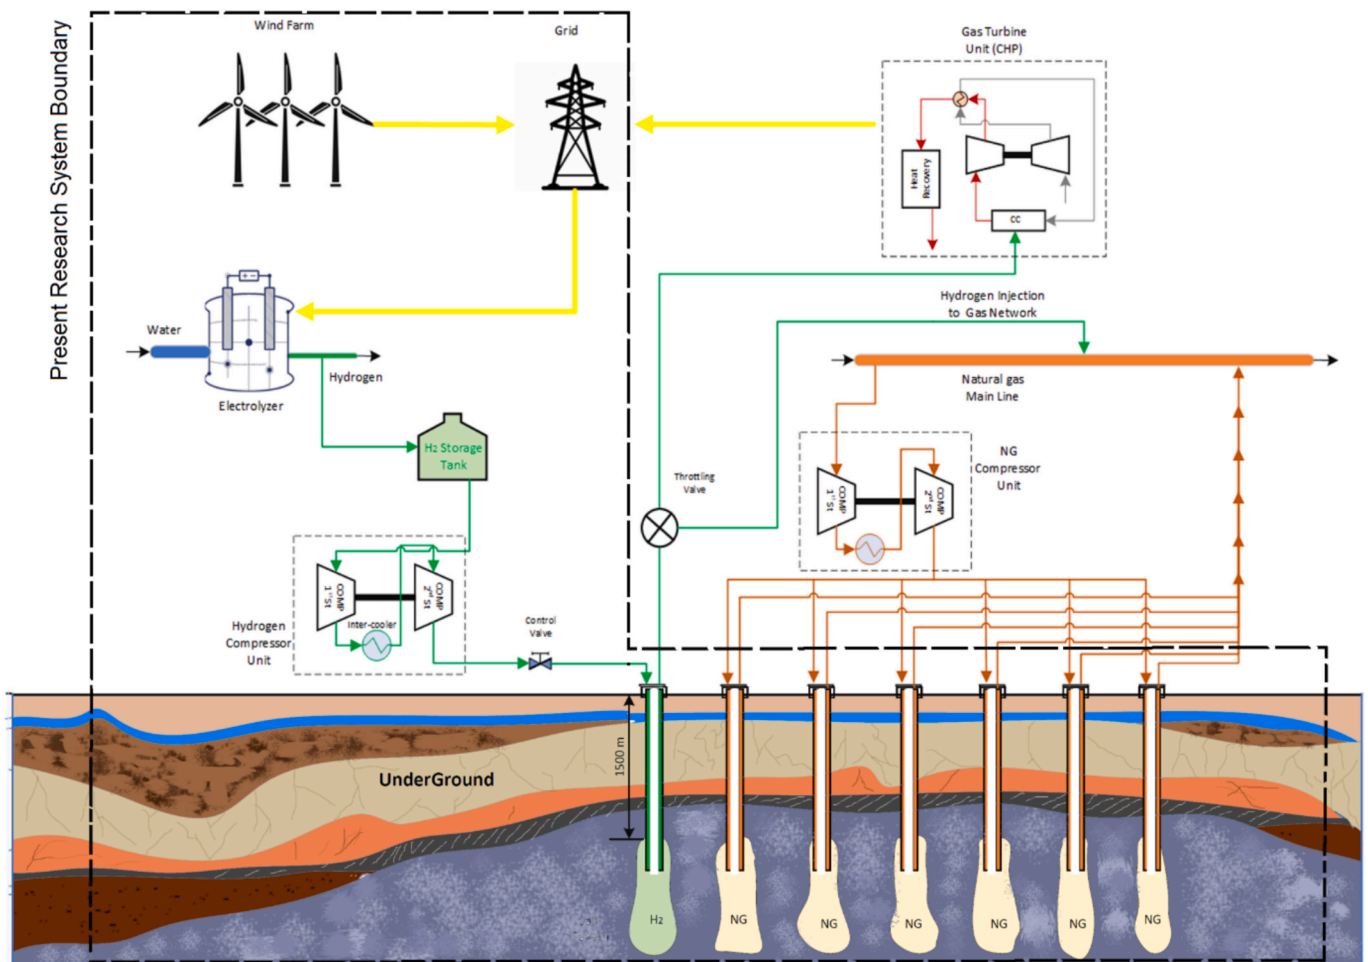 Present Research System Boundary
Wind Farm
Grid
Gas Turbine
Unit (CHP)
Heat
Recovery
CC
Water
Hydrogen
Electrolyzer
Hydrogen Injection
to Gas Network
Natural gas
Main Line
H2 Storage
Tank
Throttling
Valve
NG
Compressor
Unit
COMP
1st St
COMP
2nd St
COMP
1st St
COMP
2nd St
Inter-cooler
Hydrogen
Compressor
Unit
Control
Valve
1500 m
UnderGround
H2
NG
NG
NG
NG
NG
NG